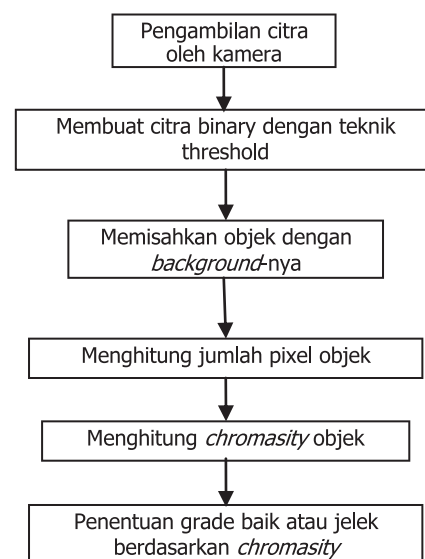 Pengambilan citra
oleh kamera
Membuat citra binary dengan teknik
threshold
Memisahkan objek dengan
background-nya
Menghitung jumlah pixel objek
Menghitung chromasity objek
Penentuan grade baik atau jelek
berdasarkan chromasity